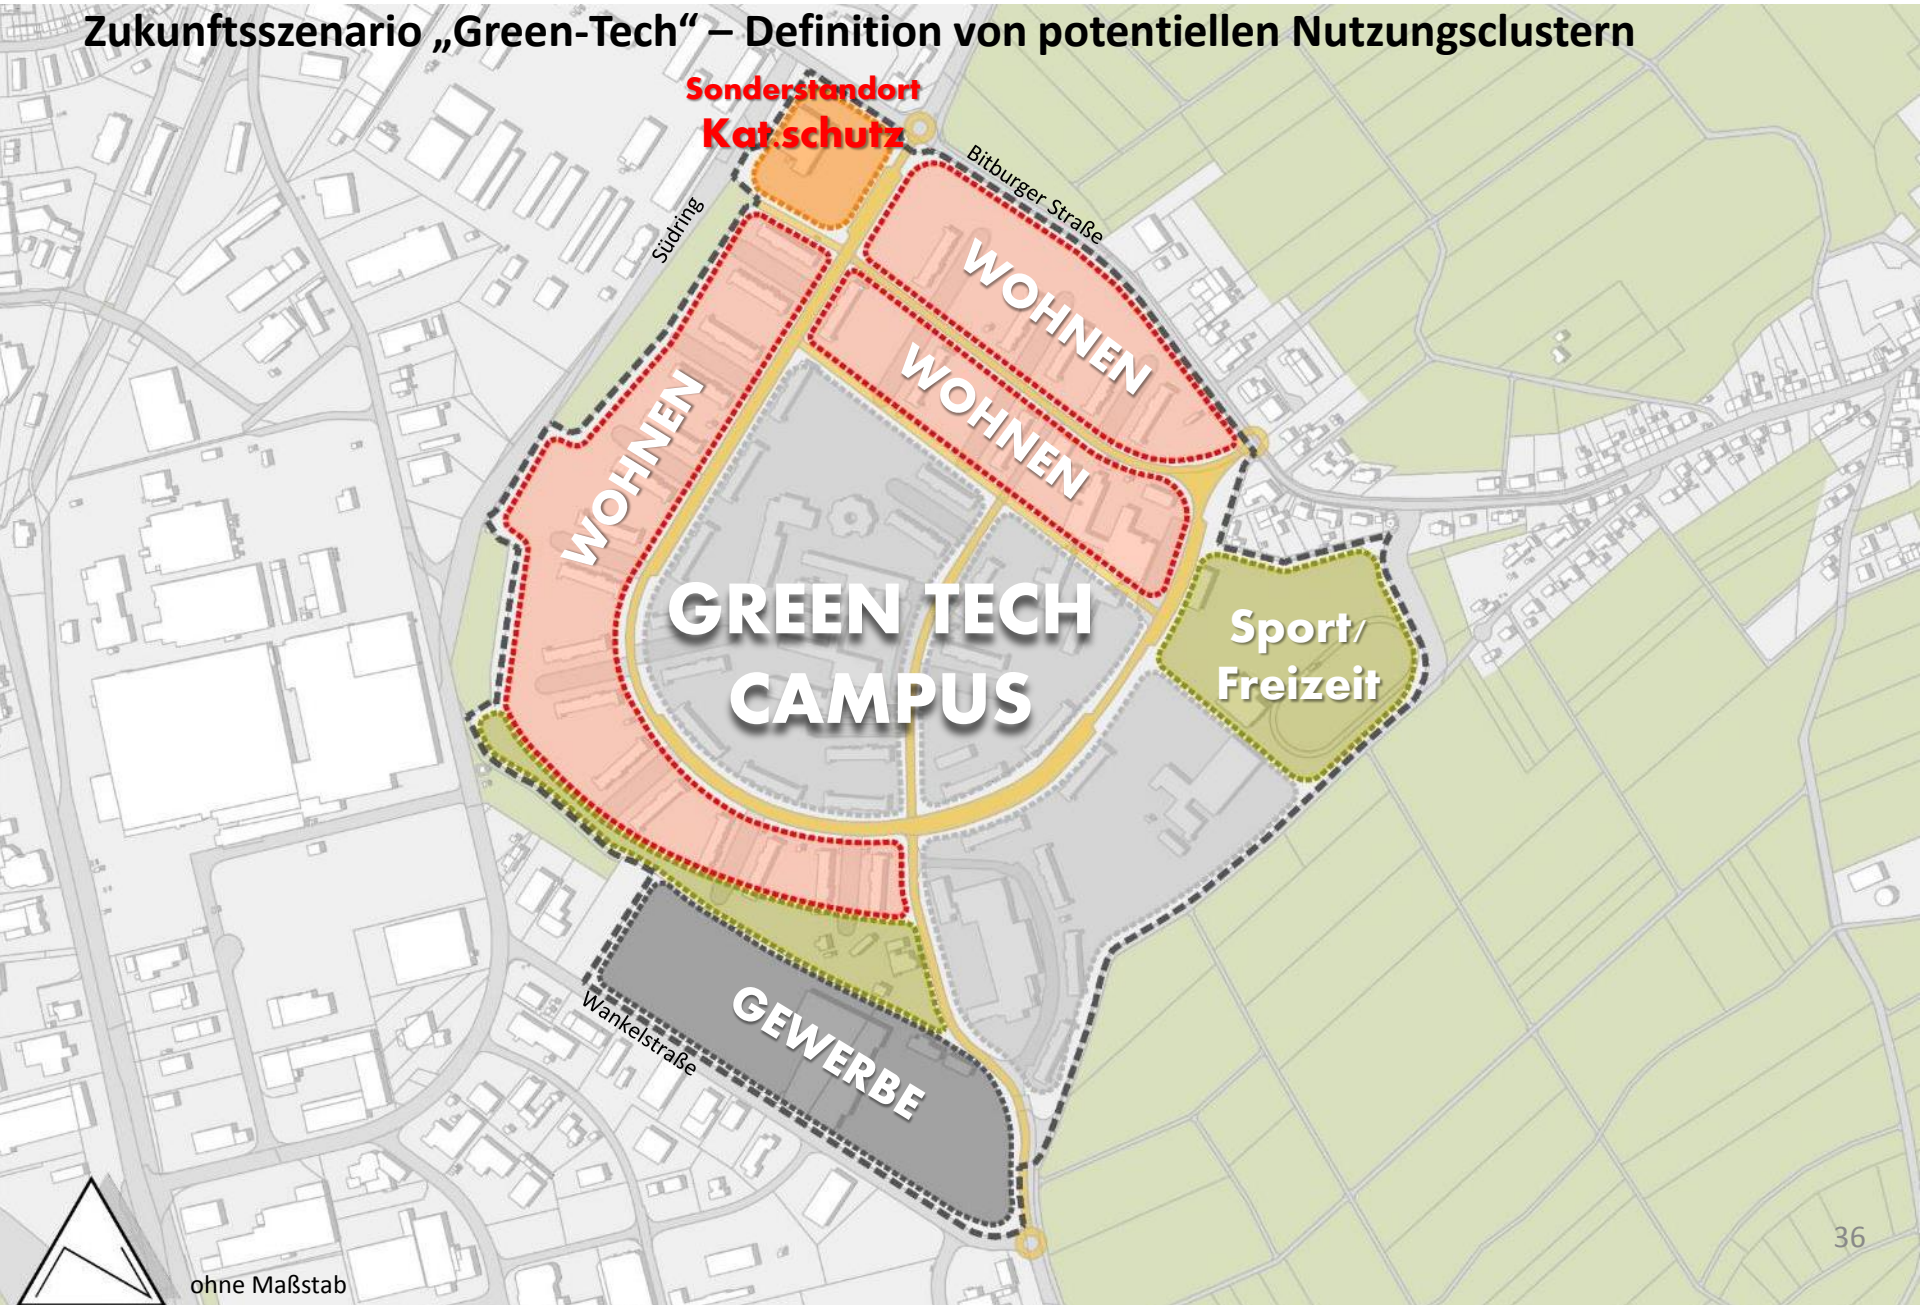 Zukunftsszenario „Green-Tech“ – Definition von potentiellen Nutzungsclustern
Sonderstandort
Kat.schutz
Bitburger Straße
Südring
WOHNEN
WOHNEN
WOHNEN
GREEN TECH
CAMPUS
Sport/
Freizeit
GEWERBE
Wankelstraße
36
ohne Maßstab